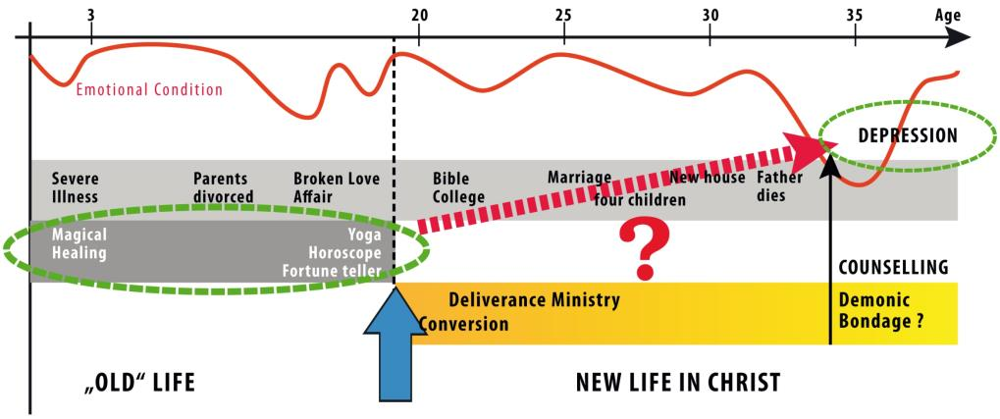 3
20
25
30
35
Age
Emotional Condition
DEPRESSION
Severe
Illness
Parents
divorced
Broken Love
Affair
Bible
College
Marriage
four children
New house
Father
dies
Magical
Healing
Yoga
Horoscope
Fortune teller
?
COUNSELLING
Deliverance Ministry
Conversion
Demonic
Bondage ?
„OLD“ LIFE
NEW LIFE IN CHRIST